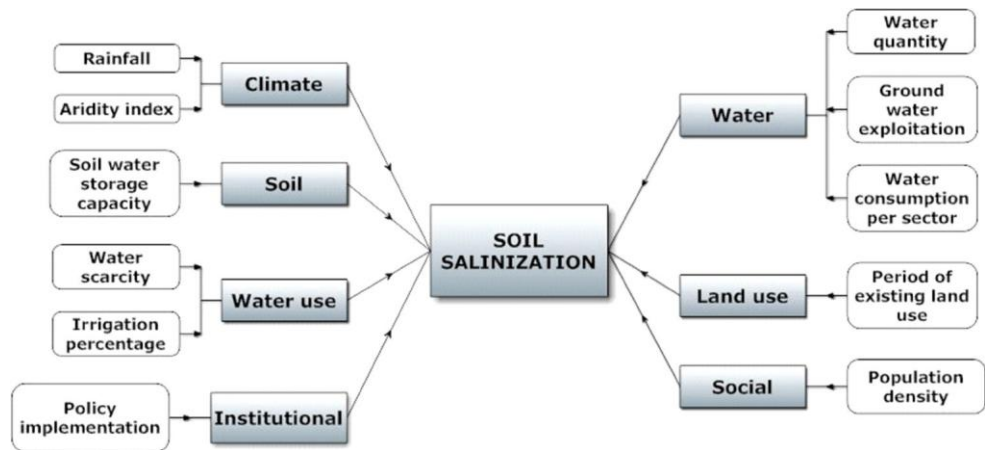 Rainfall
Aridity index
Climate
Soil water
storage
capacity
Soil
Water
scarcity
Irrigation
percentage
Water use
Policy
implementation
Institutional
SOIL
SALINIZATION
Water
Water
quantity
Ground
water
exploitation
Water
consumption
per sector
Land use
Period of
existing land
use
Social
Population
density